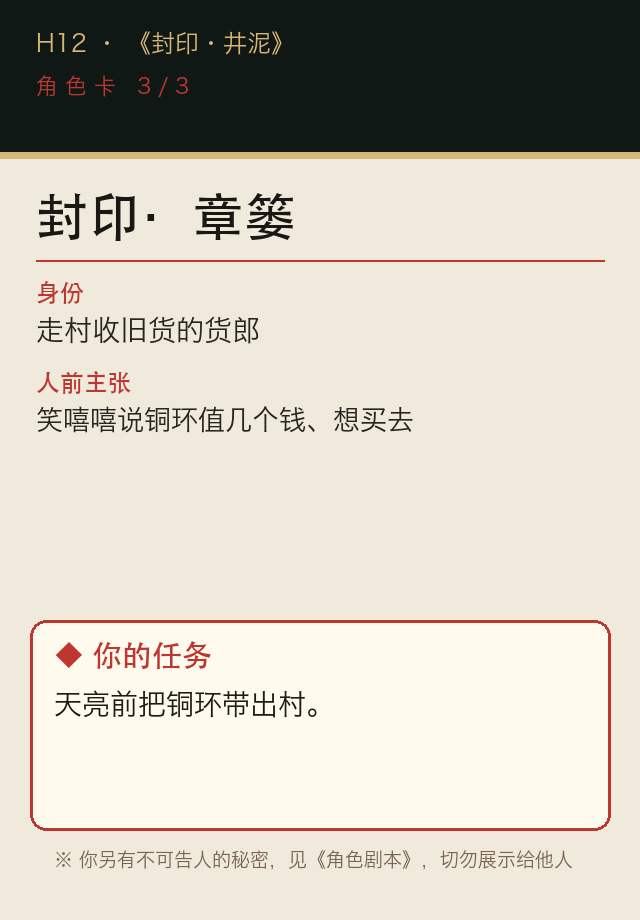 H12 · 《封印·井泥》
角色卡 3/3
封印· 章篓
身份
走村收旧货的货郎
人前主张
笑嘻嘻说铜环值几个钱、想买去
◆ 你的任务
天亮前把铜环带出村。
※ 你另有不可告人的秘密，见《角色剧本》，切勿展示给他人